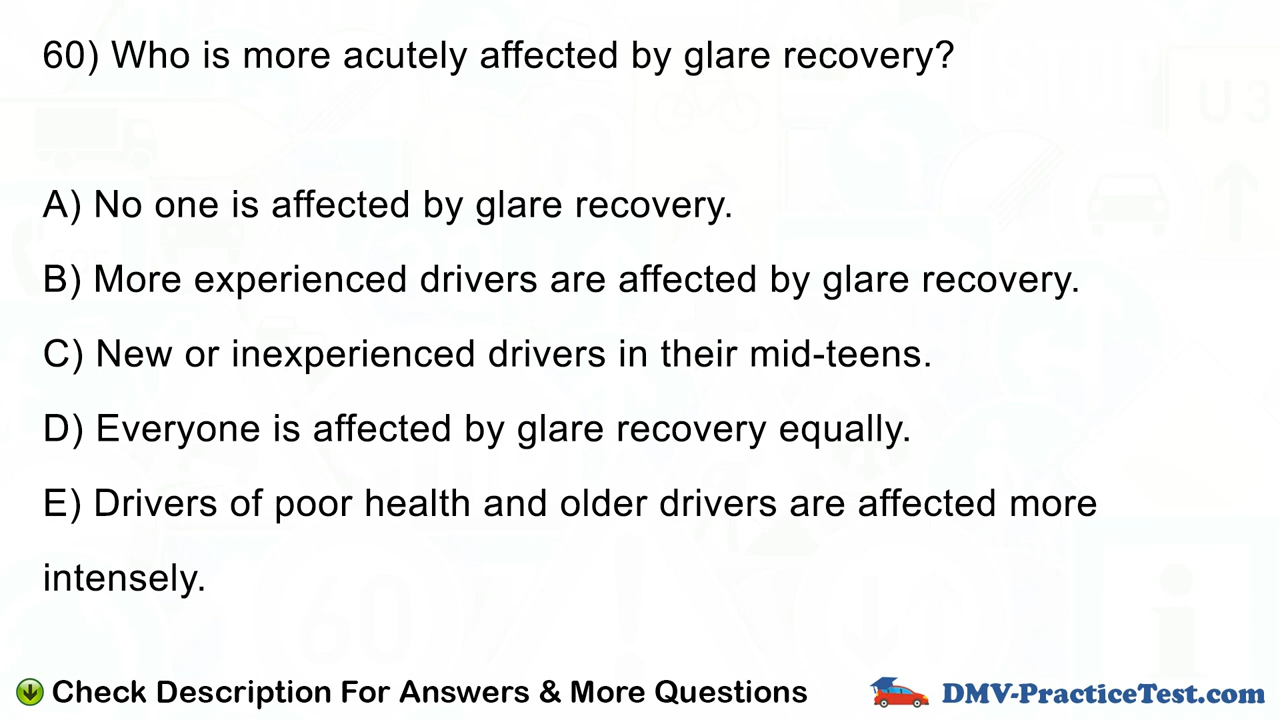 60) Who is more acutely affected by glare recovery?
A) No one is affected by glare recovery.
B) More experienced drivers are affected by glare recovery.
C) New or inexperienced drivers in their mid-teens.
D) Everyone is affected by glare recovery equally.
E) Drivers of poor health and older drivers are affected more
intensely.
Check Description For Answers & More Questions
DMV-PracticeTest.com
U3
60